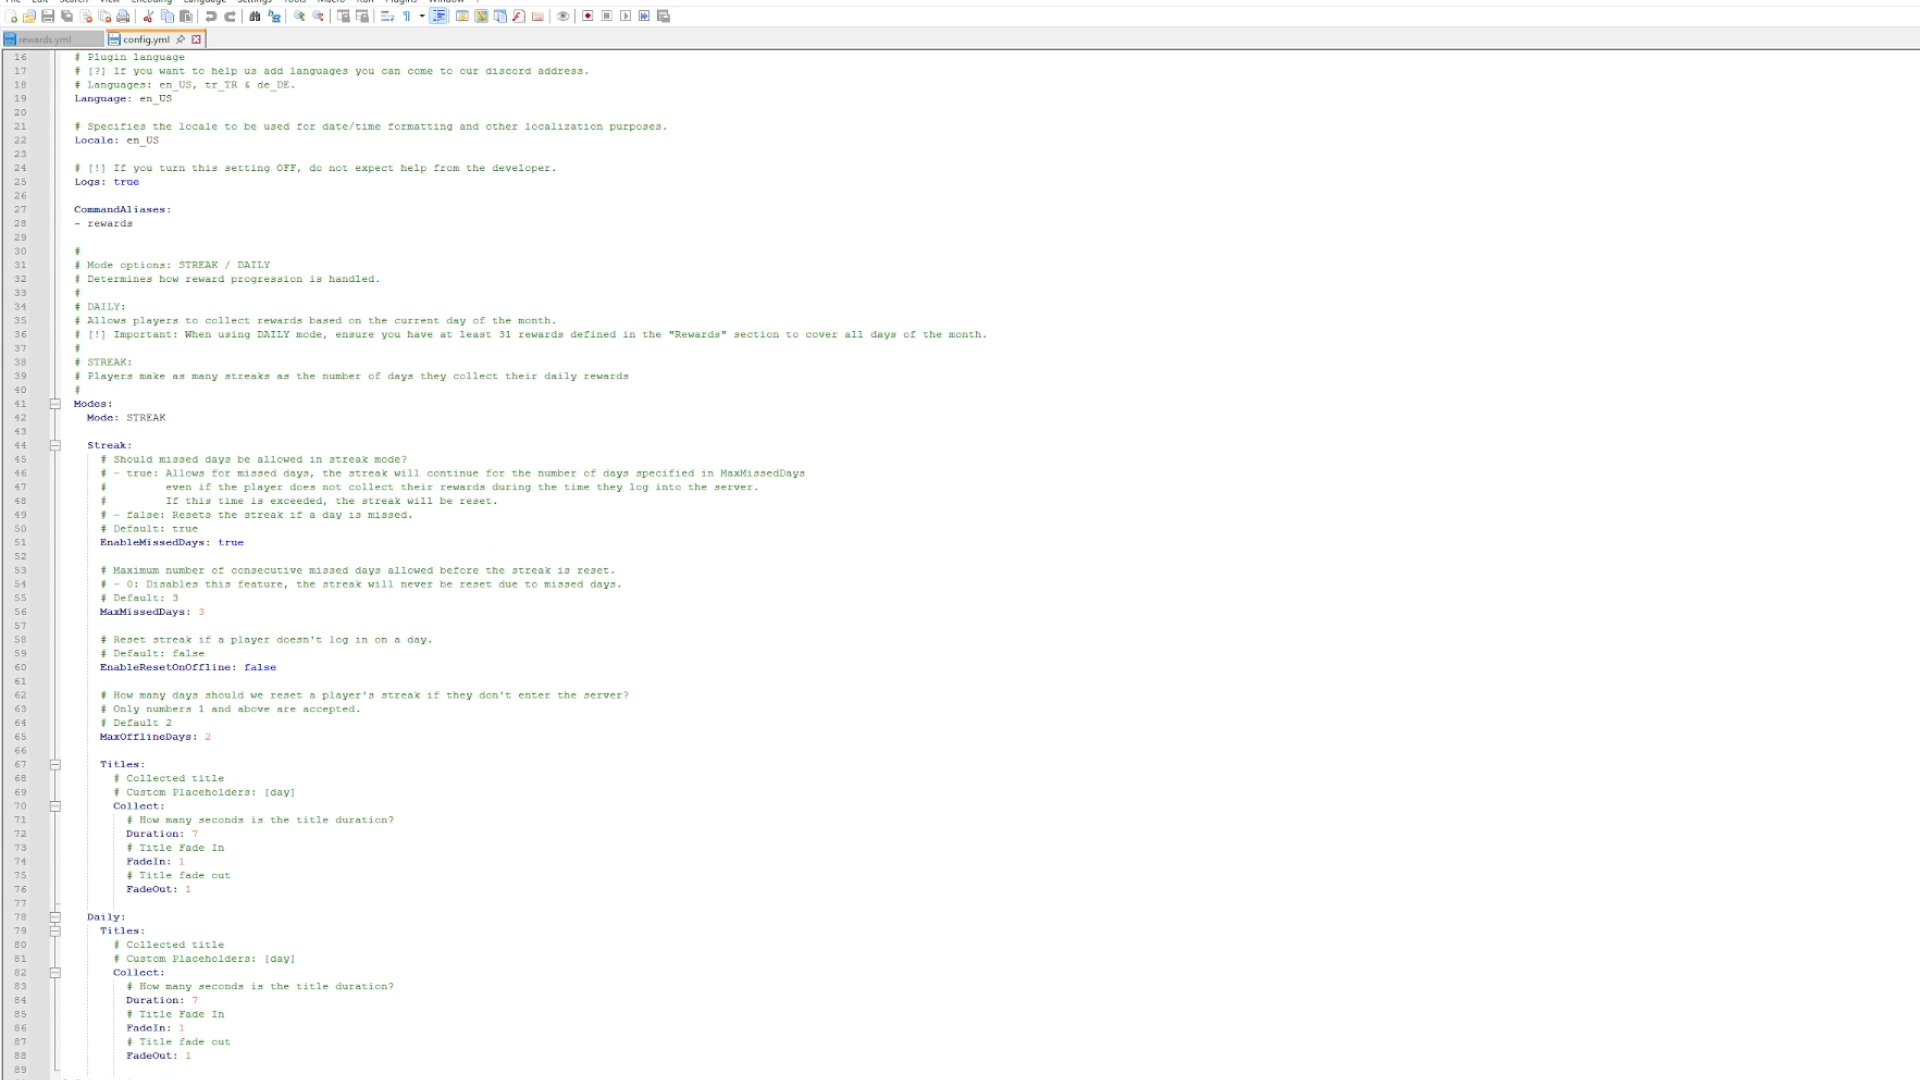 File Edit Search View Encoding Language Settings Tools Macro Run Plugins Window ?
rewards.yml config.yml
16 # Plugin language
17 # [?] If you want to help us add languages you can come to our discord address.
18 # Languages: en_US, tr_TR & de_DE.
19 Language: en_US
20
21 # Specifies the locale to be used for date/time formatting and other localization purposes.
22 Locale: en_US
23
24 # [!] If you turn this setting OFF, do not expect help from the developer.
25 Logs: true
26
27 CommandAliases:
28 - rewards
29
30 #
31 # Mode options: STREAK / DAILY
32 # Determines how reward progression is handled.
33 #
34 # DAILY:
35 # Allows players to collect rewards based on the current day of the month.
36 # [!] Important: When using DAILY mode, ensure you have at least 31 rewards defined in the "Rewards" section to cover all days of the month.
37 #
38 # STREAK:
39 # Players make as many streaks as the number of days they collect their daily rewards
40 #
41 Modes:
42 Mode: STREAK
43
44 Streak:
45 # Should missed days be allowed in streak mode?
46 # - true: Allows for missed days, the streak will continue for the number of days specified in MaxMissedDays
47 # even if the player does not collect their rewards during the time they log into the server.
48 # If this time is exceeded, the streak will be reset.
49 # - false: Resets the streak if a day is missed.
50 # Default: true
51 EnableMissedDays: true
52
53 # Maximum number of consecutive missed days allowed before the streak is reset.
54 # - 0: Disables this feature, the streak will never be reset due to missed days.
55 # Default: 3
56 MaxMissedDays: 3
57
58 # Reset streak if a player doesn't log in on a day.
59 # Default: false
60 EnableResetOnOffline: false
61
62 # How many days should we reset a player's streak if they don't enter the server?
63 # Only numbers 1 and above are accepted.
64 # Default 2
65 MaxOfflineDays: 2
66
67 Titles:
68 # Collected title
69 # Custom Placeholders: [day]
70 Collect:
71 # How many seconds is the title duration?
72 Duration: 7
73 # Title Fade In
74 FadeIn: 1
75 # Title fade out
76 FadeOut: 1
77
78 Daily:
79 Titles:
80 # Collected title
81 # Custom Placeholders: [day]
82 Collect:
83 # How many seconds is the title duration?
84 Duration: 7
85 # Title Fade In
86 FadeIn: 1
87 # Title fade out
88 FadeOut: 1
89